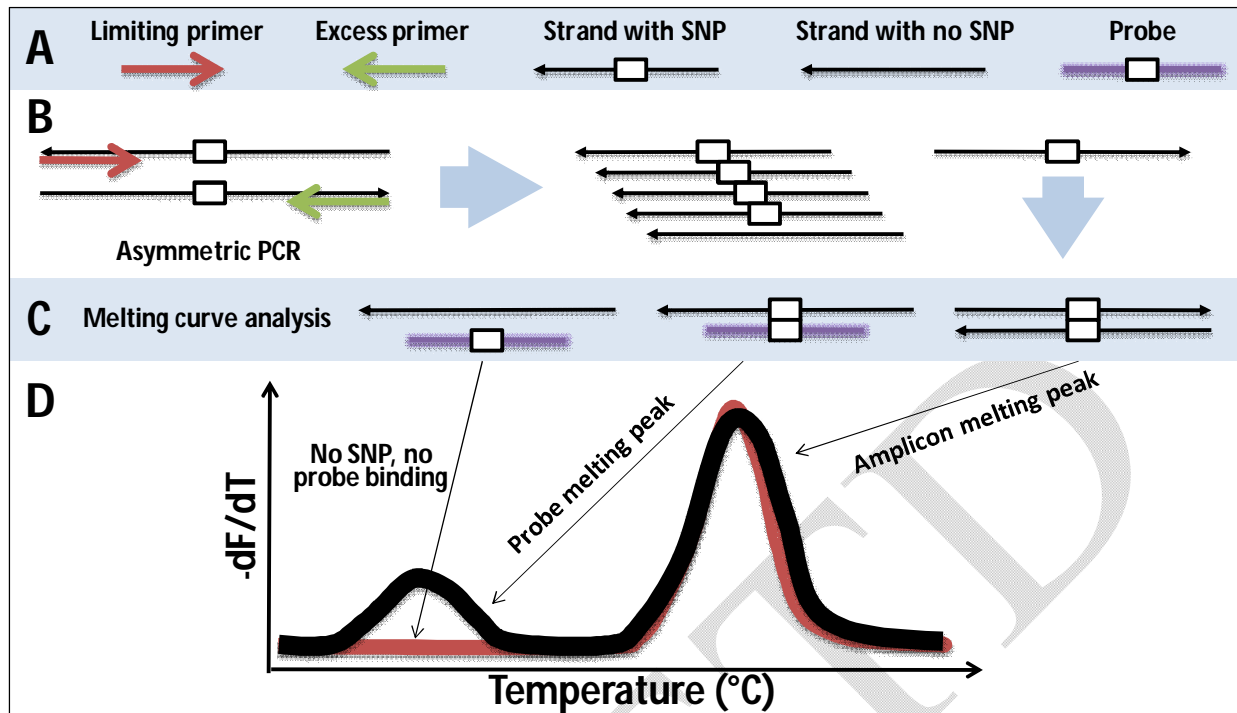 A
Limiting primer
Excess primer
Strand with SNP
Strand with no SNP
Probe
B
Asymmetric PCR
C
Melting curve analysis
D
No SNP, no
probe binding
Probe melting peak
Amplicon melting peak
-dF/dT
Temperature (°C)
TD